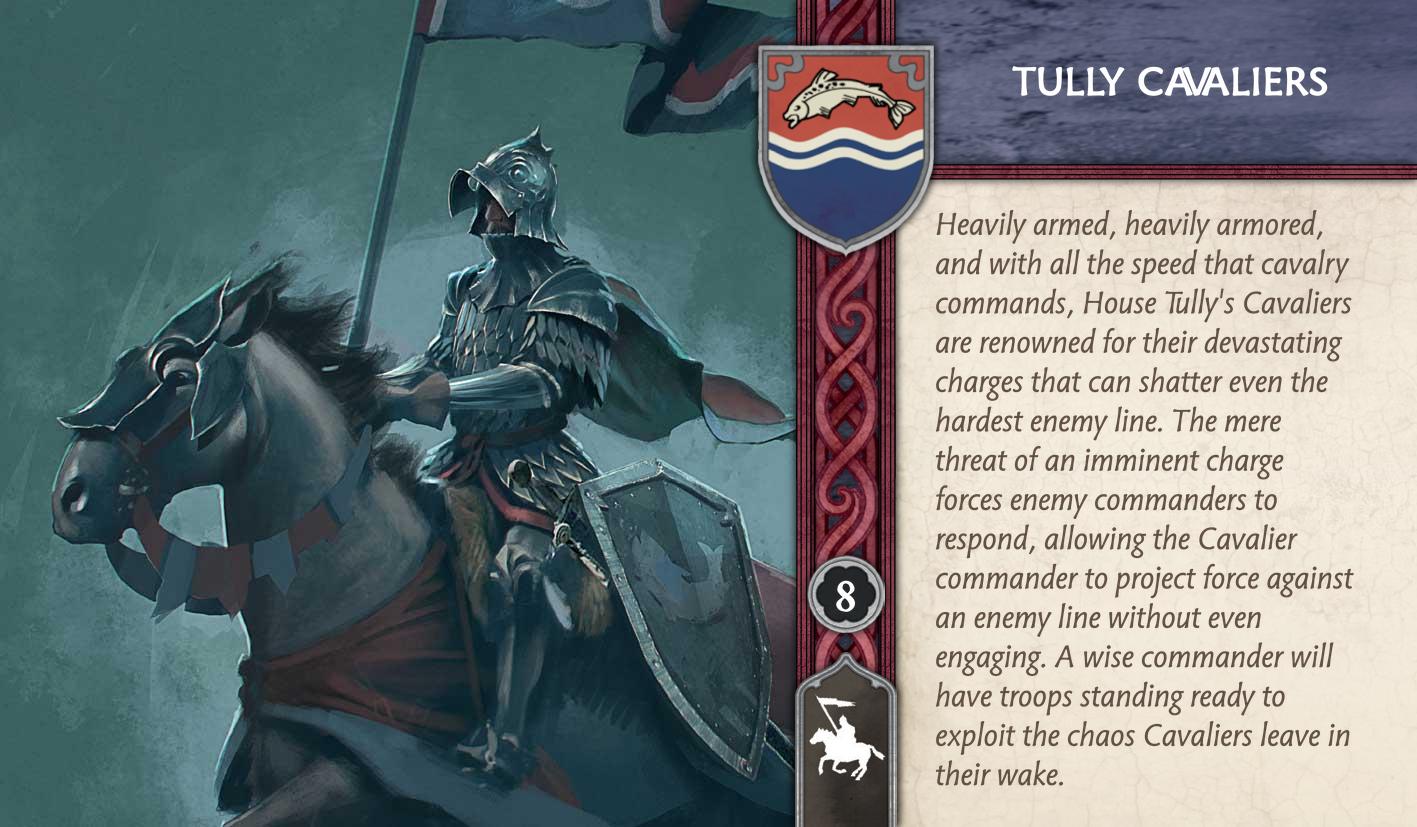 TULLY CAVALIERS
Heavily armed, heavily armored,
and with all the speed that cavalry
commands, House Tully's Cavaliers
are renowned for their devastating
charges that can shatter even the
hardest enemy line. The mere
threat of an imminent charge
forces enemy commanders to
respond, allowing the Cavalier
commander to project force against
an enemy line without even
engaging. A wise commander will
have troops standing ready to
exploit the chaos Cavaliers leave in
their wake.
8